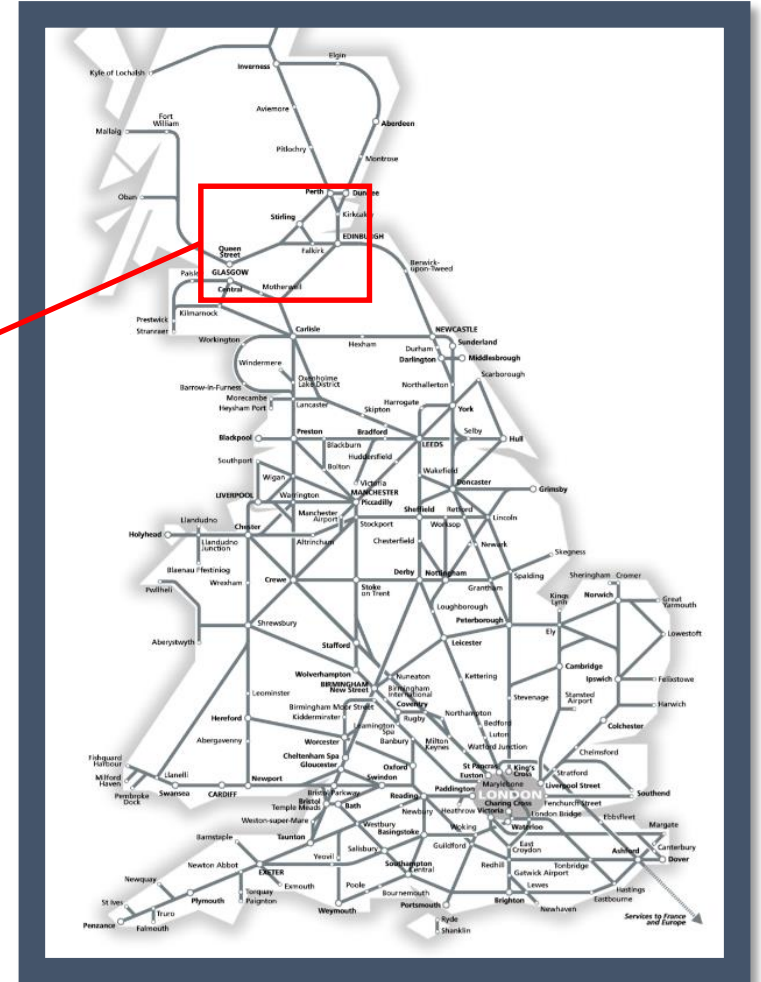 Elgin
Inverness
Kyle of Lochalsh
Aviemore
Fort
William
Aberdeen
Mallaig
Pitlochry
Montrose
Perth
Oban
Stirling
EDINBURGH
Queen
Street
Falkirk
Berwick-
upon-Tweed
GLASGOW
Central
Motherwell
Prestwick
Kilmarnock
Stranraer
Carlisle
NEWCASTLE
Workington
Hexham
Sunderland
Durham
Darlington
Middlesbrough
Windermere
Scarborough
Oxenholme
Lake District
Barrow-in-Furness
Northallerton
Morecambe
Heysham Port
Lancaster
Harrogate
York
Skipton
Blackpool
Preston
Bradford
Selby
Hull
Blackburn
LEEDS
Huddersfield
Southport
Bolton
Wakefield
Wigan
Victoria
Doncaster
Grimsby
LIVERPOOL
Warrington
MANCHESTER
Piccadilly
Llandudno
Manchester
Airport
Sheffield
Retford
Lincoln
Holyhead
Chester
Stockport
Worksop
Llandudno
Junction
Altrincham
Chesterfield
Newark
Skegness
Blaenau Ffestiniog
Derby
Nottingham
Spalding
Sheringham
Cromer
Pwllheli
Wrexham
Crewe
Stoke
on Trent
Grantham
Kings
Lynn
Norwich
Great
Yarmouth
Loughborough
Shrewsbury
Peterborough
Ely
Lowestoft
Aberystwyth
Stafford
Leicester
Wolverhampton
Cambridge
BIRMINGHAM
New Street
Nuneaton
Kettering
Ipswich
Felixstowe
Leominster
Birmingham
International
Stevenage
Stansted
Airport
Birmingham Moor Street
Coventry
Harwich
Hereford
Kidderminster
Rugby
Northampton
Leamington
Spa
Bedford
Colchester
Abergavenny
Worcester
Banbury
Milton
Keynes
Luton
Cheltenham Spa
Watford Junction
Chelmsford
Fishguard
Harbour
Gloucester
Oxford
St Pancras
King's
Cross
Llanelli
Euston
Stratford
Milford
Haven
Newport
Swindon
Marylebone
Liverpool Street
Pembroke
Dock
Swansea
CARDIFF
Bristol Parkway
Reading
Paddington
LONDON
Southend
Bristol
Temple Meads
Bath
Charing Cross
Fenchurch Street
Newbury
Heathrow
Victoria
London Bridge
Ebbsfleet
Weston-super-Mare
Westbury
Waterloo
Margate
Barnstaple
Taunton
Basingstoke
Woking
East
Croydon
Salisbury
Guildford
Ashford
Canterbury
Newton Abbot
Yeovil
Southampton
Central
Redhill
Tonbridge
Dover
Newquay
EXETER
Gatwick Airport
Exmouth
Poole
Lewes
Hastings
St Ives
Plymouth
Torquay
Paignton
Bournemouth
Eastbourne
Truro
Weymouth
Portsmouth
Brighton
Newhaven
Penzance
Falmouth
Ryde
Shanklin
Services to France
and Europe